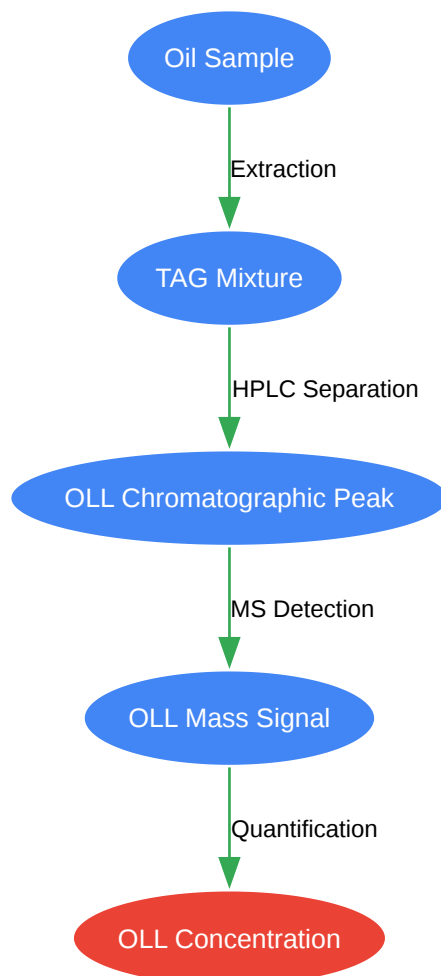 Oil Sample
Extraction
TAG Mixture
HPLC Separation
OLL Chromatographic Peak
MS Detection
OLL Mass Signal
Quantification
OLL Concentration